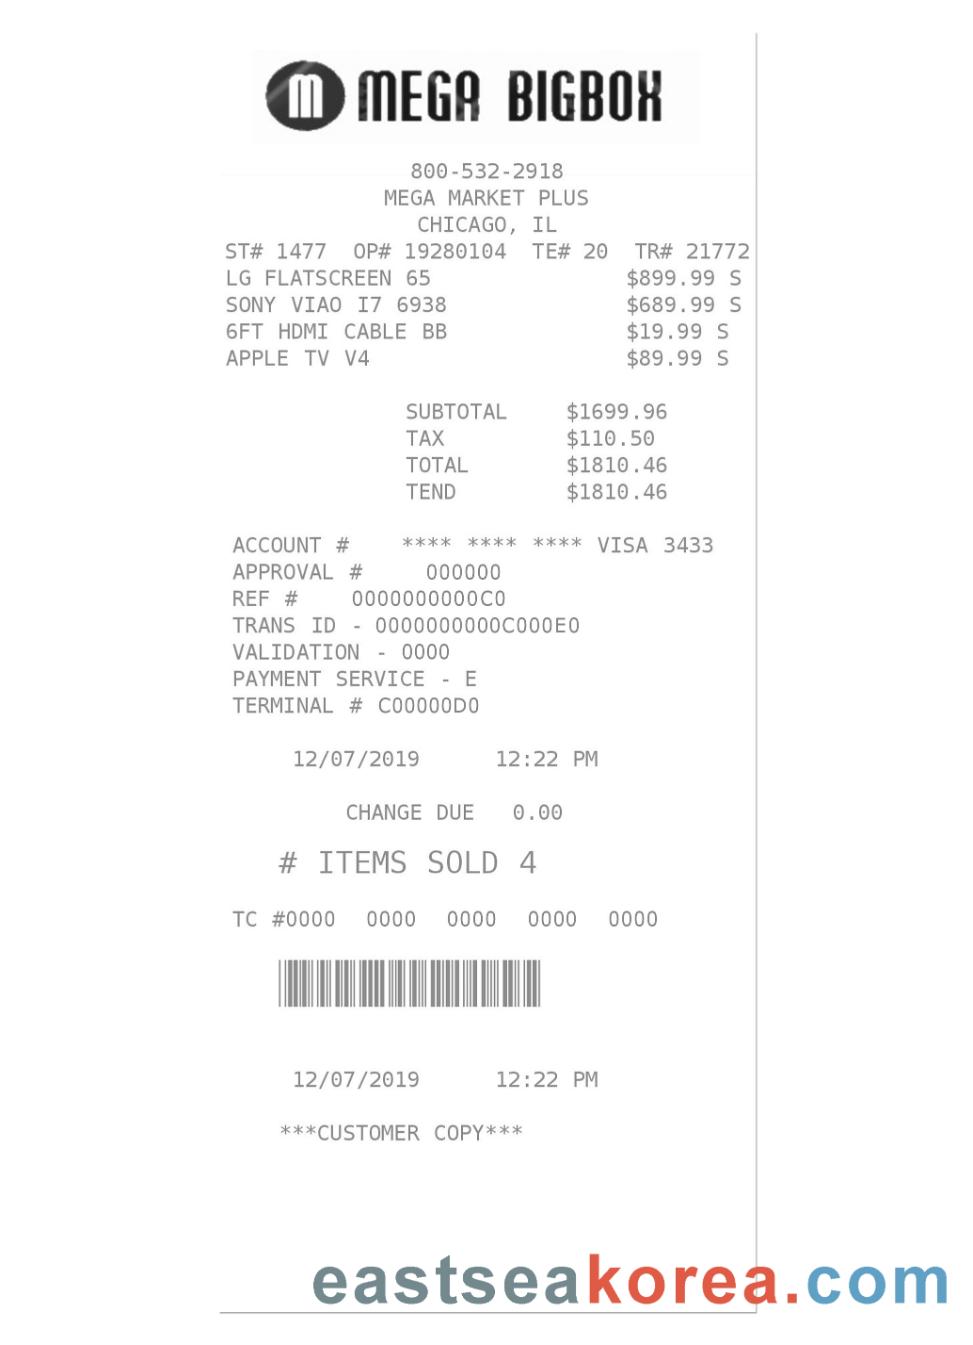 M MEGA BIGBOX
800-532-2918
MEGA MARKET PLUS
CHICAGO, IL
ST# 1477 OP# 19280104 TE# 20 TR# 21772
LG FLATSCREEN 65 $899.99 S
SONY VIAO I7 6938 $689.99 S
6FT HDMI CABLE BB $19.99 S
APPLE TV V4 $89.99 S
SUBTOTAL $1699.96
TAX $110.50
TOTAL $1810.46
TEND $1810.46
ACCOUNT # **** **** **** VISA 3433
APPROVAL # 000000
REF # 0000000000C0
TRANS ID - 0000000000C000E0
VALIDATION - 0000
PAYMENT SERVICE - E
TERMINAL # C00000D0
12/07/2019 12:22 PM
CHANGE DUE 0.00
# ITEMS SOLD 4
TC #0000 0000 0000 0000 0000
12/07/2019 12:22 PM
***CUSTOMER COPY***
eastseakorea.com